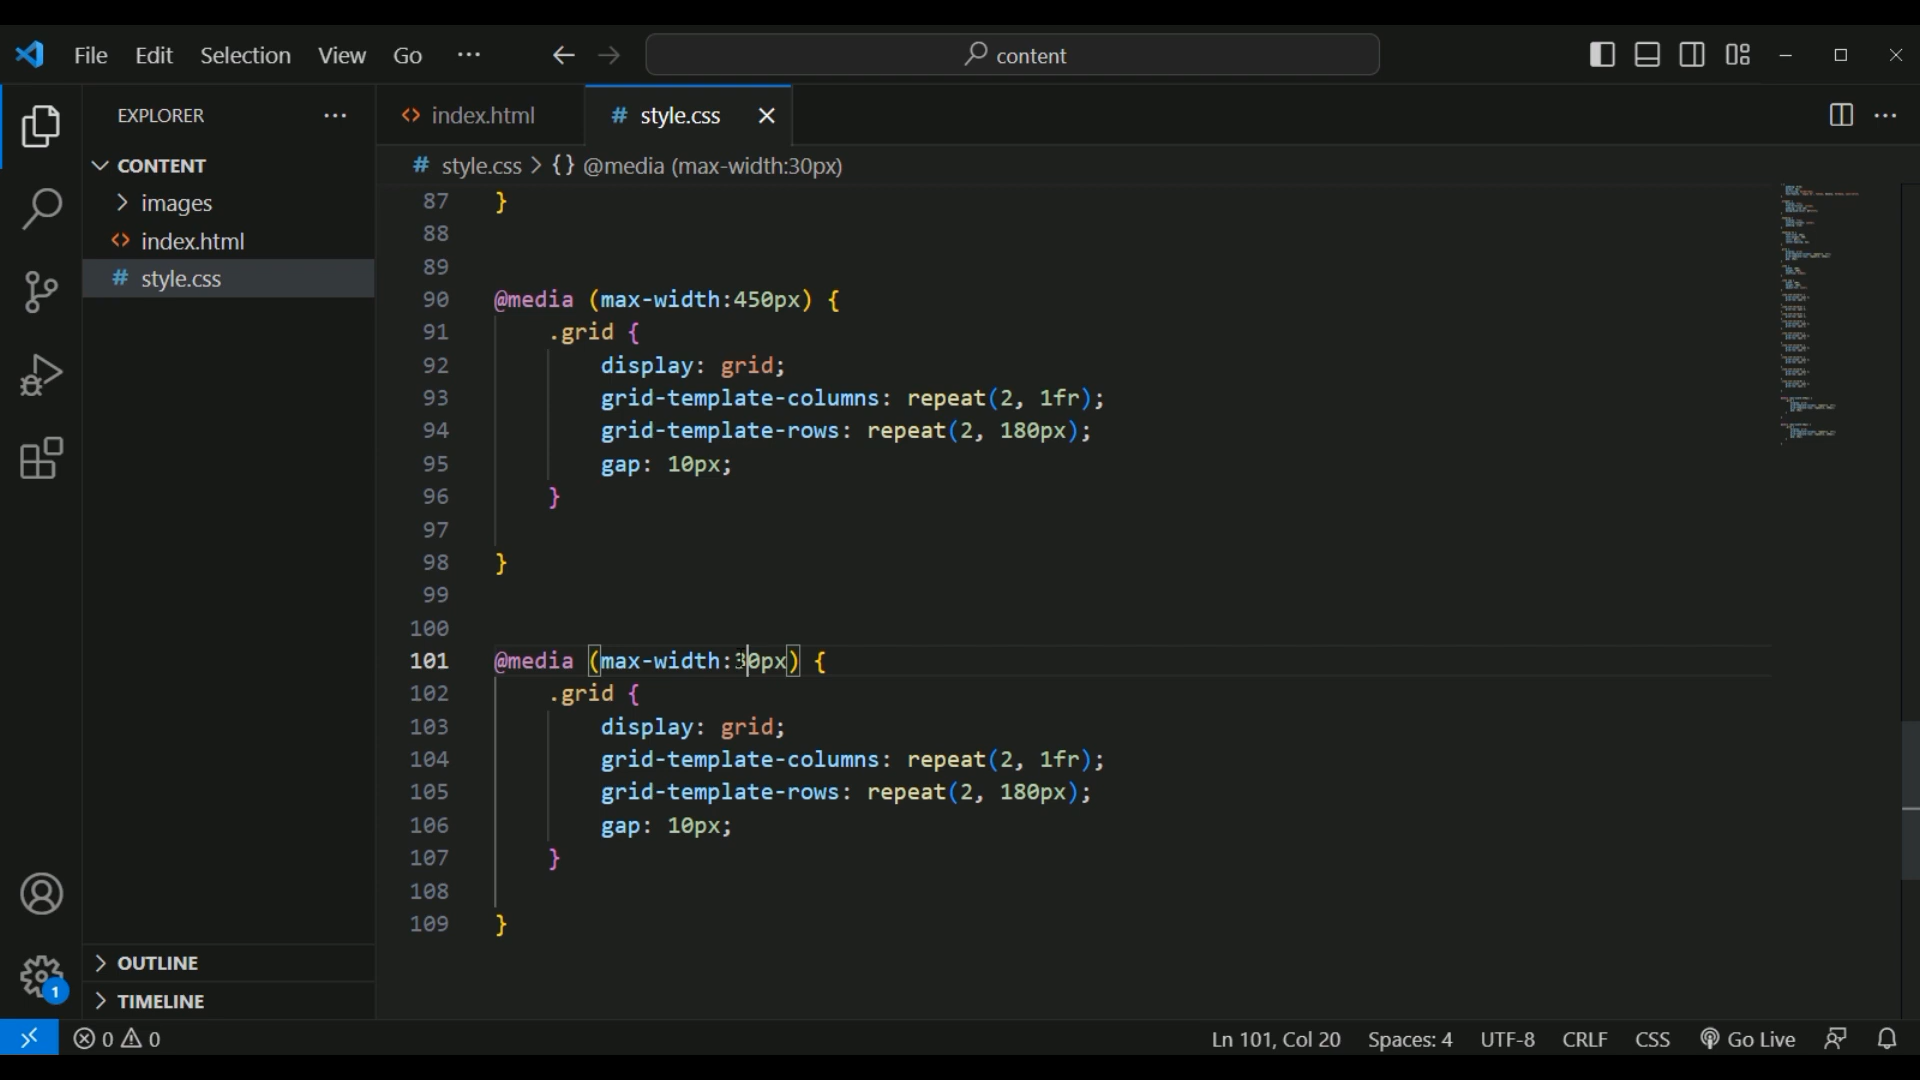 File Edit Selection View Go ··· content
EXPLORER ···
index.html
style.css
CONTENT
images
index.html
style.css
OUTLINE
TIMELINE
style.css > {} @media (max-width:30px)
87 }
88
89
90 @media (max-width:450px) {
91 .grid {
92 display: grid;
93 grid-template-columns: repeat(2, 1fr);
94 grid-template-rows: repeat(2, 180px);
95 gap: 10px;
96 }
97
98 }
99
100
101 @media (max-width:30px) {
102 .grid {
103 display: grid;
104 grid-template-columns: repeat(2, 1fr);
105 grid-template-rows: repeat(2, 180px);
106 gap: 10px;
107 }
108
109 }
1
0 0 Ln 101, Col 20 Spaces: 4 UTF-8 CRLF CSS Go Live